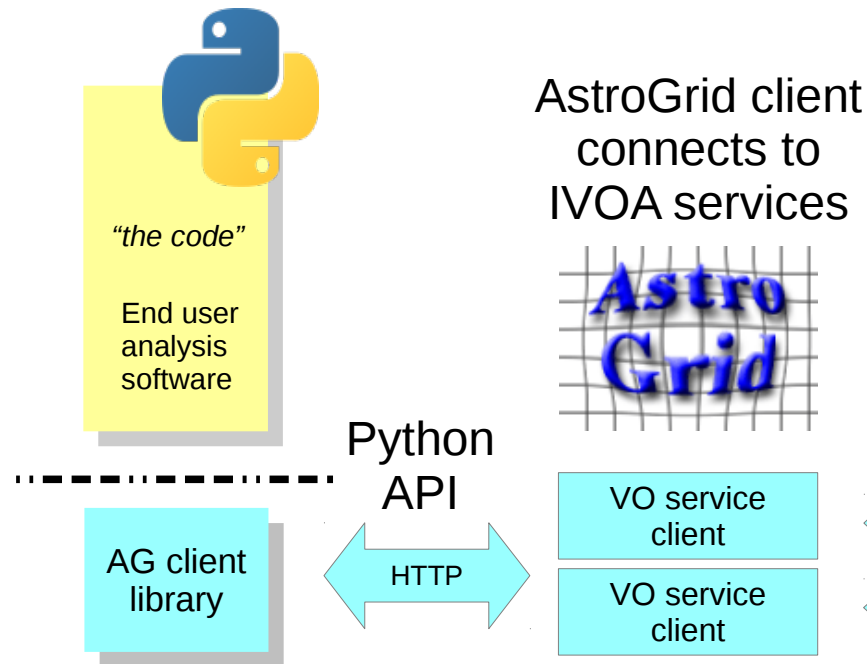 “the code”
End user
analysis
software
AstroGrid client
connects to
IVOA services
Astro
Grid
Python
API
AG client
library
HTTP
VO service
client
VO service
client